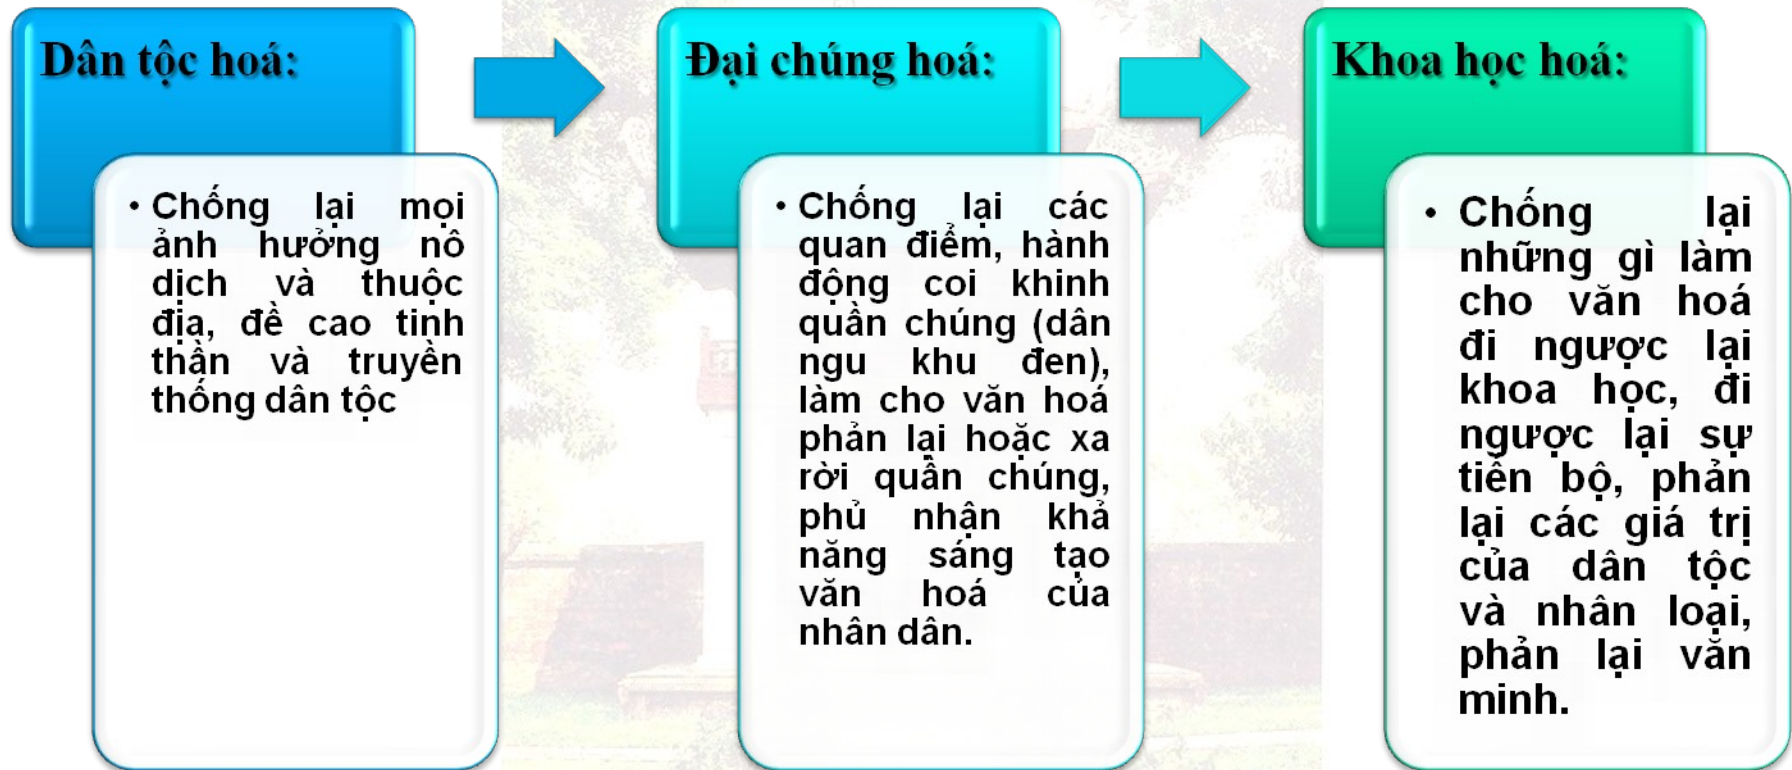 Dân tộc hoá:
• Chống lại mọi
ảnh hưởng nô
dịch và thuộc
địa, đề cao tinh
thần và truyền
thống dân tộc
Đại chúng hoá:
• Chống lại các
quan điểm, hành
động coi khinh
quần chúng (dân
ngu khu đen),
làm cho văn hoá
phản lại hoặc xa
rời quần chúng,
phủ nhận khả
năng sáng tạo
văn hoá của
nhân dân.
Khoa học hoá:
• Chống lại
những gì làm
cho văn hoá
đi ngược lại
khoa học, đi
ngược lại sự
tiến bộ, phản
lại các giá trị
của dân tộc
và nhân loại,
phản lại văn
minh.